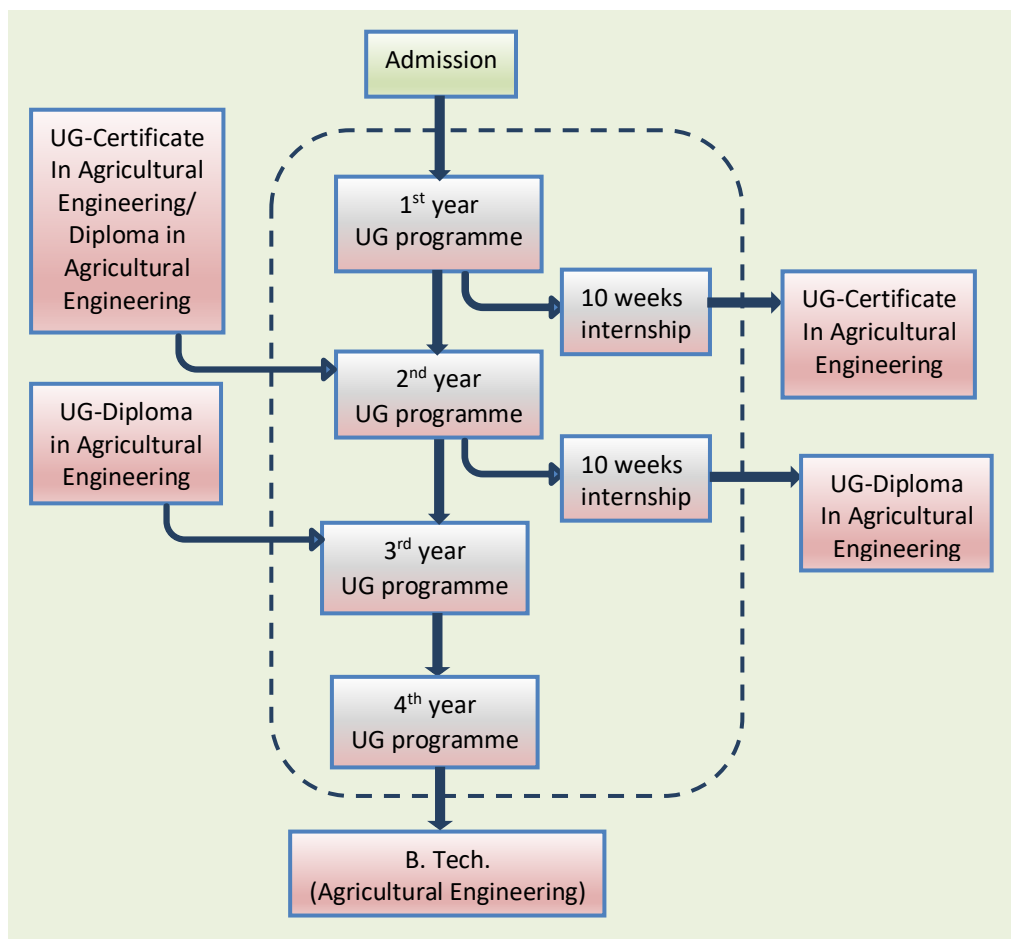 Admission
UG-Certificate
In Agricultural
Engineering/
Diploma in
Agricultural
Engineering
1st year
UG programme
10 weeks
internship
UG-Certificate
In Agricultural
Engineering
2nd year
UG programme
UG-Diploma
in Agricultural
Engineering
10 weeks
internship
UG-Diploma
In Agricultural
Engineering
3rd year
UG programme
4th year
UG programme
B. Tech.
(Agricultural Engineering)